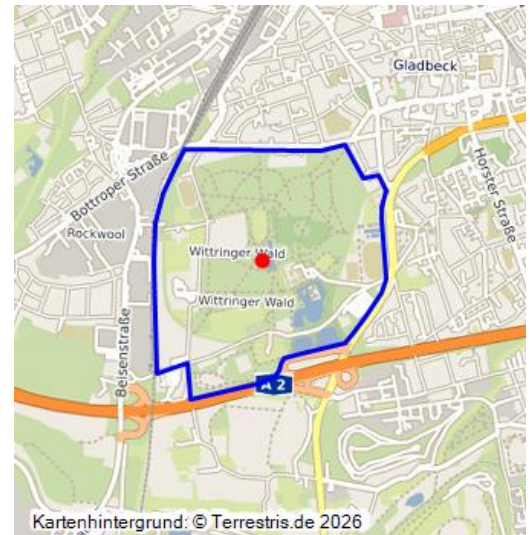 Gladbeck
Bottroper Straße
Horster Straße
Rockwool
Wittringer Wald
Wittringer Wald
Beisenstraße
A 2
Kartenhintergrund: © Terrestris.de 2026